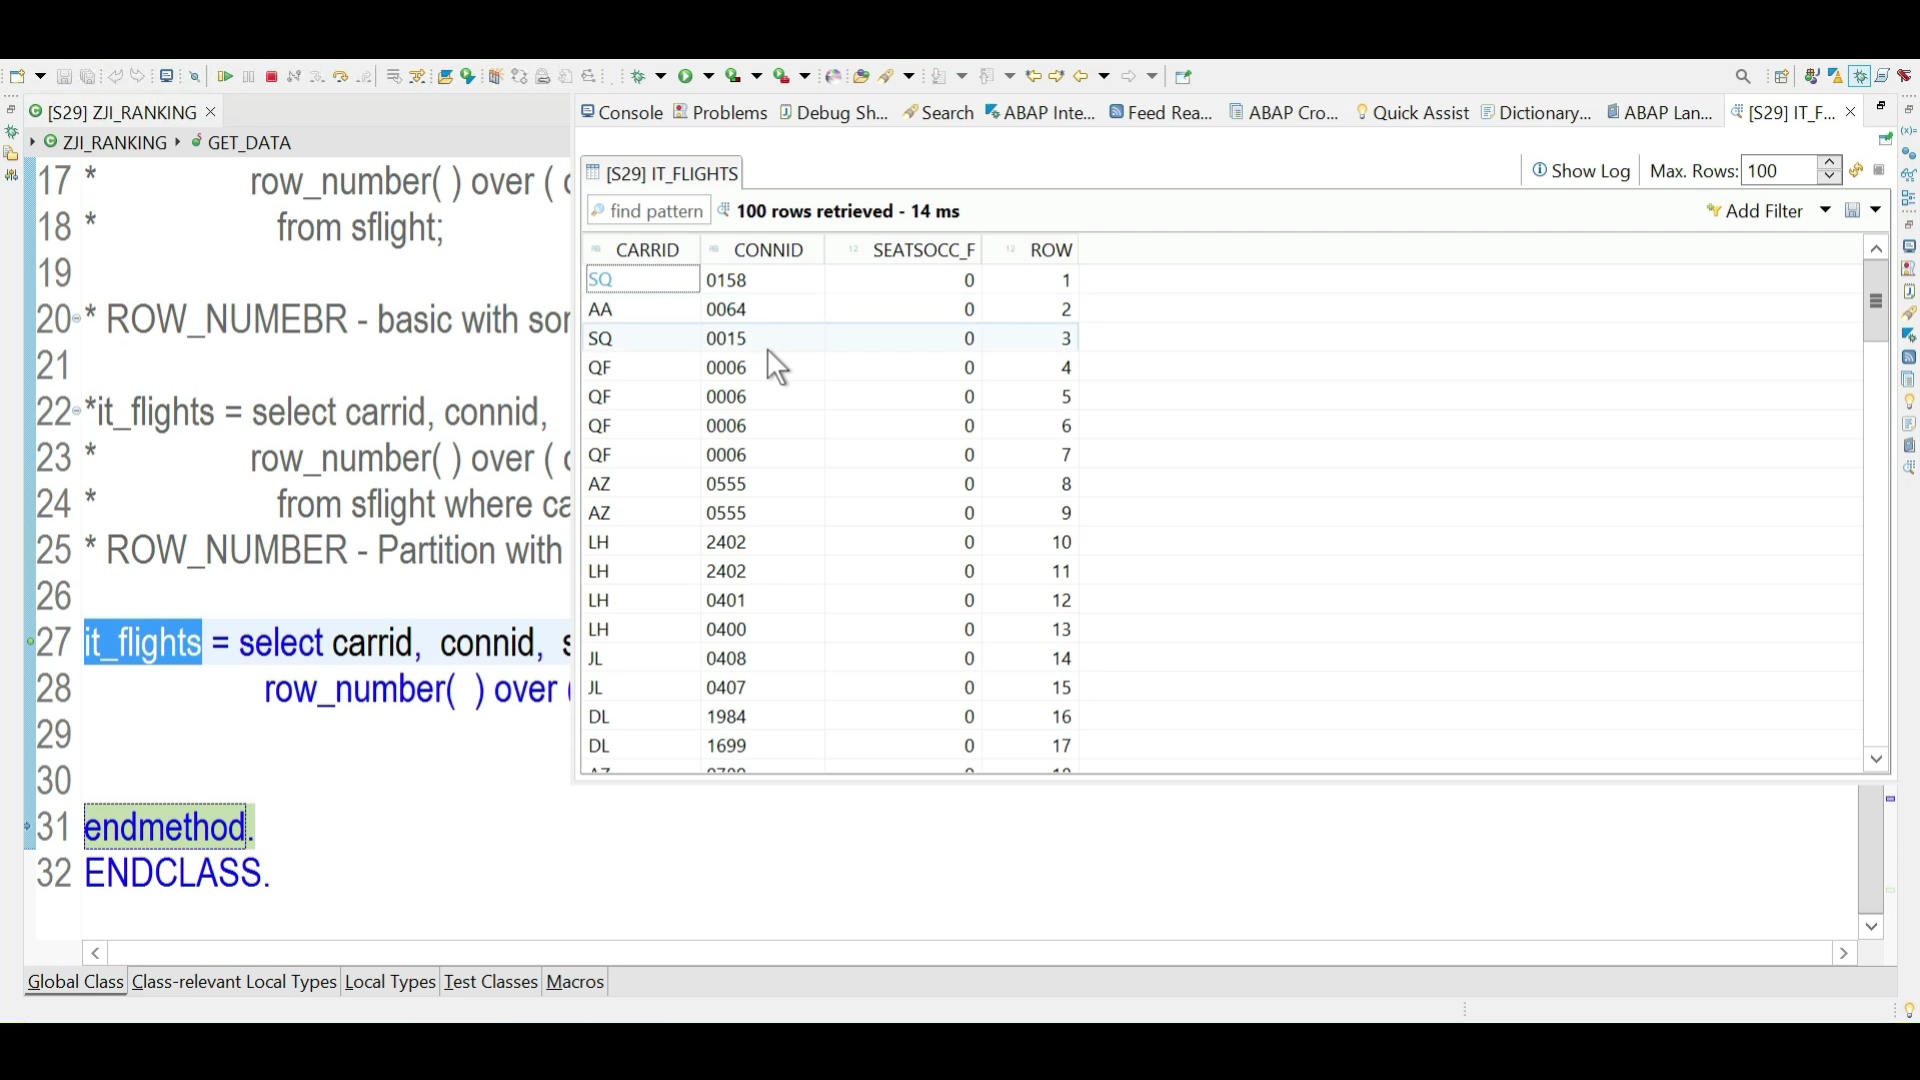 [S29] ZJI_RANKING
Console
Problems
Debug Sh...
Search
ABAP Inte...
Feed Rea...
ABAP Cro...
Quick Assist
Dictionary...
ABAP Lan...
[S29] IT_F...
ZJI_RANKING
GET_DATA
17 * row_number( ) over (
18 * from sflight;
19
20 * ROW_NUMEBR - basic with
21
22 *it_flights = select carrid, connid,
23 * row_number( ) over (
24 * from sflight where
25 * ROW_NUMBER - Partition with
26
27 it_flights = select carrid, connid,
28 row_number( ) over
29
30
31 endmethod.
32 ENDCLASS.
[S29] IT_FLIGHTS
Show Log
Max. Rows: 100
find pattern
100 rows retrieved - 14 ms
Add Filter
CARRID CONNID SEATSOCC_F ROW
SQ 0158 0 1
AA 0064 0 2
SQ 0015 0 3
QF 0006 0 4
QF 0006 0 5
QF 0006 0 6
QF 0006 0 7
AZ 0555 0 8
AZ 0555 0 9
LH 2402 0 10
LH 2402 0 11
LH 0401 0 12
LH 0400 0 13
JL 0408 0 14
JL 0407 0 15
DL 1984 0 16
DL 1699 0 17
Global Class
Class-relevant Local Types
Local Types
Test Classes
Macros